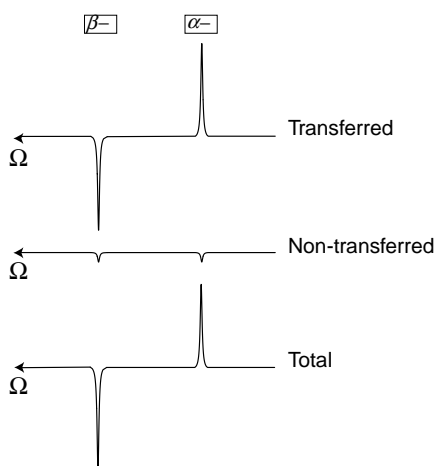 β− α−
Transferred
Ω
Non-transferred
Ω
Total
Ω